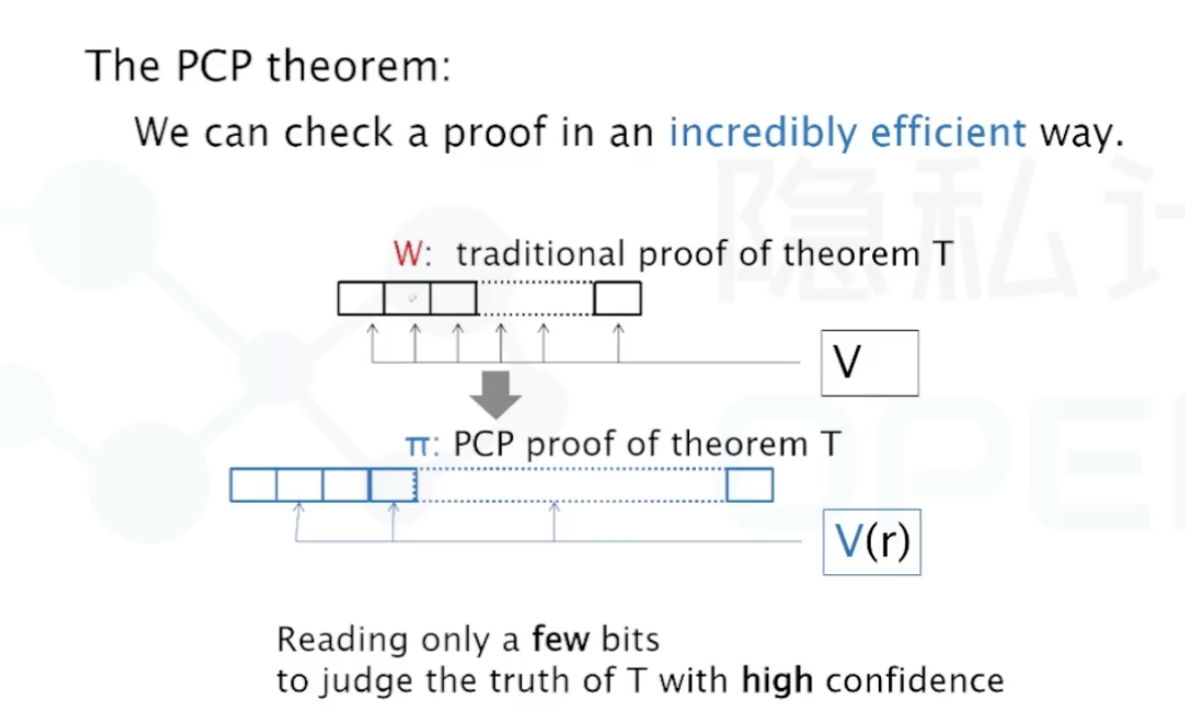 The PCP theorem:
We can check a proof in an incredibly efficient way.
隐私计
W: traditional proof of theorem T
V
π: PCP proof of theorem T
OPE
V(r)
Reading only a few bits
to judge the truth of T with high confidence